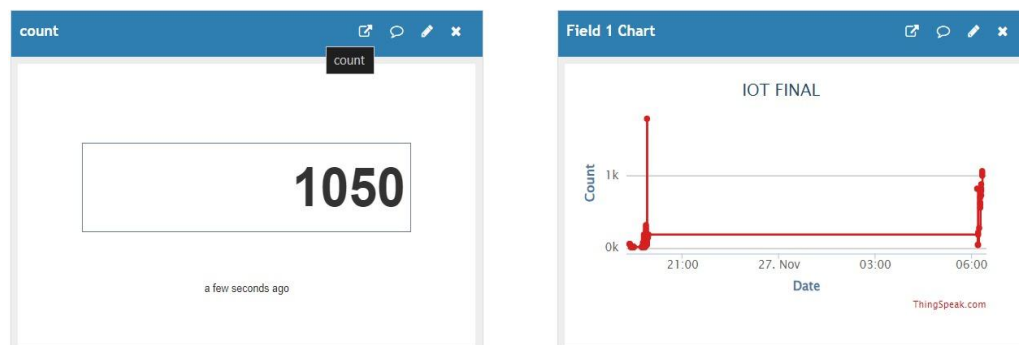 count
count
1050
a few seconds ago
Field 1 Chart
IOT FINAL
Count
1k
0k
21:00 27. Nov 03:00 06:00
Date
ThingSpeak.com